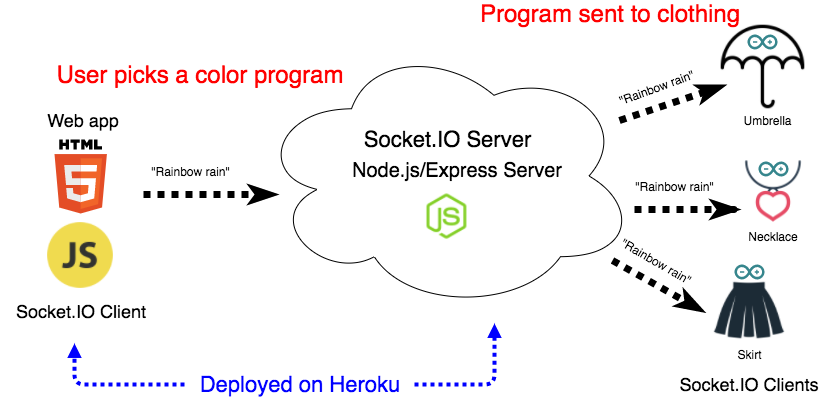 Program sent to clothing
User picks a color program
Web app
HTML
5
JS
Socket.IO Client
"Rainbow rain"
Socket.IO Server
Node.js/Express Server
JS
"Rainbow rain"
Umbrella
"Rainbow rain"
Necklace
"Rainbow rain"
Skirt
Socket.IO Clients
Deployed on Heroku